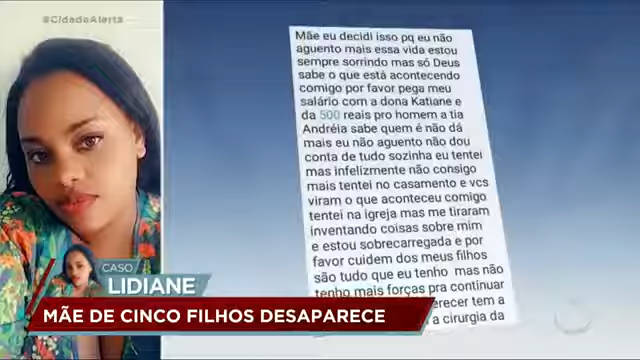 #CidadeAlerta
Mãe eu decidi isso pq eu não
aguento mais essa vida estou
sempre sorrindo mas só Deus
sabe o que está acontecendo
comigo por favor pega meu
salário com a dona Katiane e
da 500 reais pro homem a tia
Andréia sabe quem é não dá
mais eu não aguento não dou
conta de tudo sozinha eu tentei
mas infelizmente não consigo
mais tentei no casamento e vcs
viram o que aconteceu comigo
tentei na igreja mas me tiraram
inventando coisas sobre mim
e estou sobrecarregada e por
favor cuidem dos meus filhos
são tudo que eu tenho mas não
tenho mais forças pra continuar
erecer tem a
a cirurgia da
CASO
LIDIANE
MÃE DE CINCO FILHOS DESAPARECE